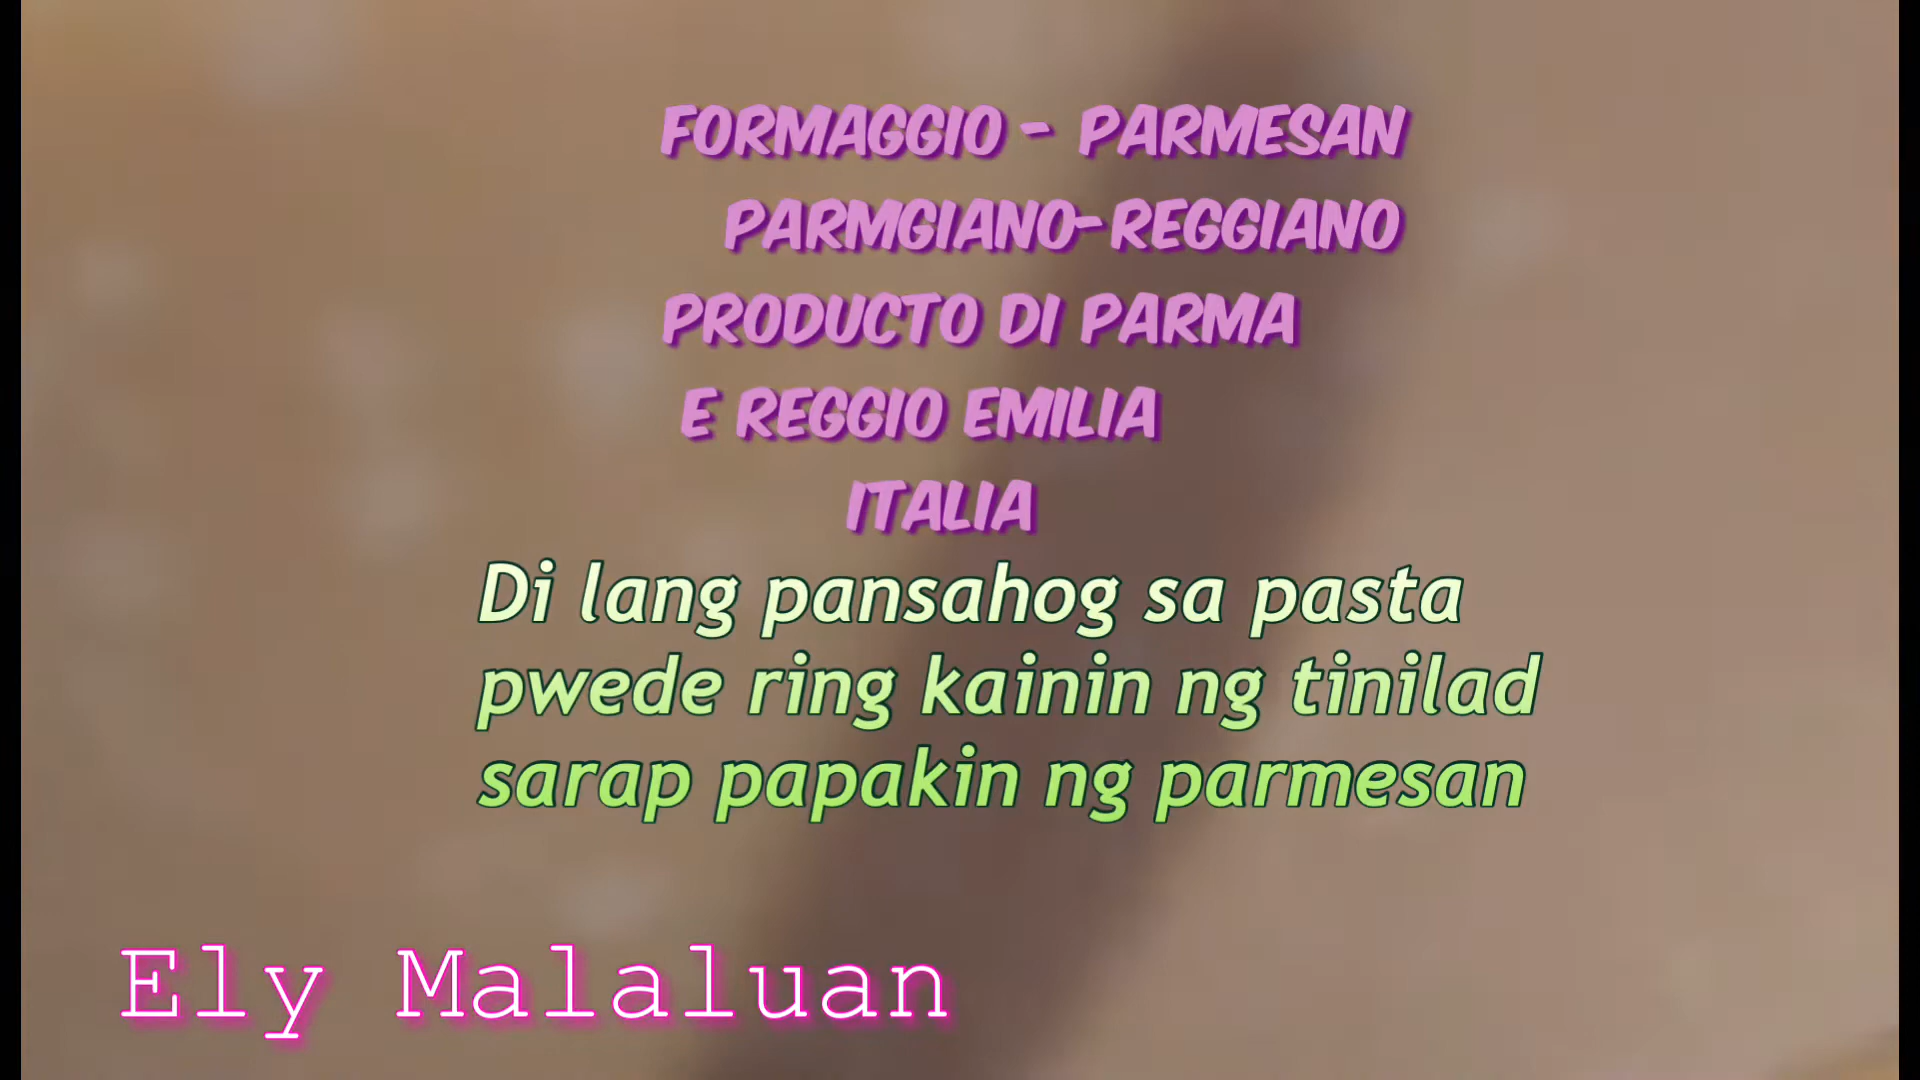 FORMAGGIO - PARMESAN
PARMGIANO-REGGIANO
PRODUCTO DI PARMA
E REGGIO EMILIA
ITALIA
Di lang pansahog sa pasta
pwede ring kainin ng tinilad
sarap papakin ng parmesan
Ely Malaluan